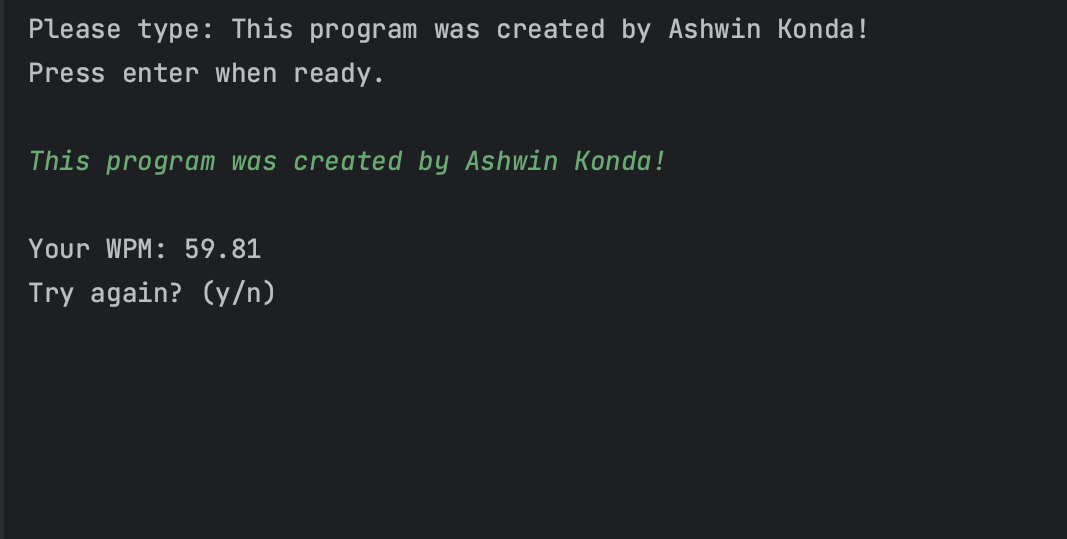 Please type: This program was created by Ashwin Konda!
Press enter when ready.
This program was created by Ashwin Konda!
Your WPM: 59.81
Try again? (y/n)